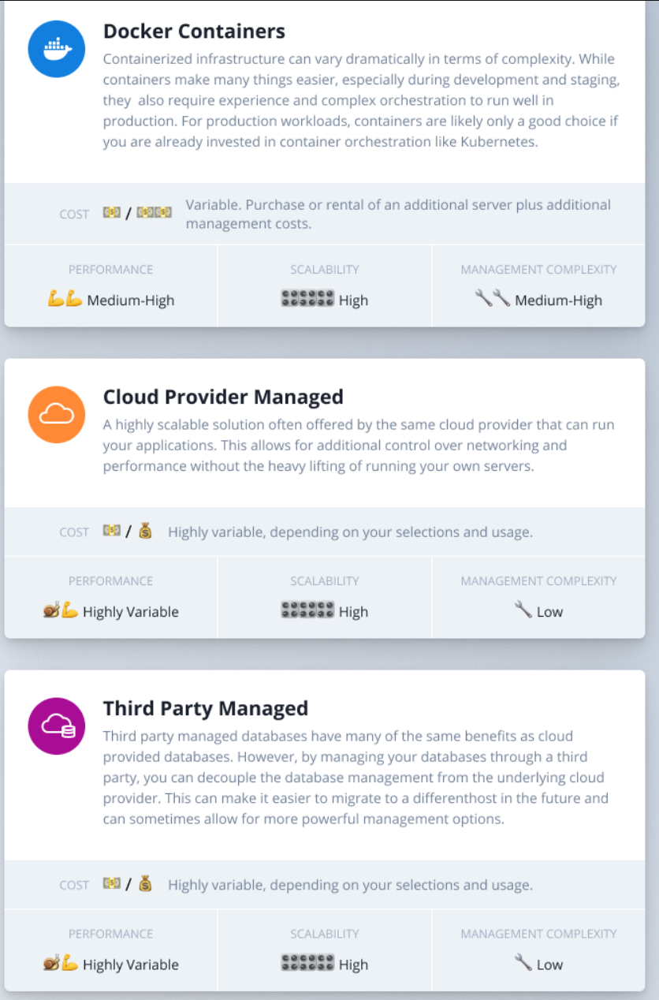 Docker Containers
Containerized infrastructure can vary dramatically in terms of complexity. While
containers make many things easier, especially during development and staging,
they  also require experience and complex orchestration to run well in
production. For production workloads, containers are likely only a good choice if
you are already invested in container orchestration like Kubernetes.
COST 💵 / 💵💵 Variable. Purchase or rental of an additional server plus additional
management costs.
PERFORMANCE SCALABILITY MANAGEMENT COMPLEXITY
💪💪 Medium-High 🎛🎛🎛 High 🔧🔧 Medium-High
Cloud Provider Managed
A highly scalable solution often offered by the same cloud provider that can run
your applications. This allows for additional control over networking and
performance without the heavy lifting of running your own servers.
COST 💵 / 💰 Highly variable, depending on your selections and usage.
PERFORMANCE SCALABILITY MANAGEMENT COMPLEXITY
🐌💪 Highly Variable High 🔧 Low
Third Party Managed
Third party managed databases have many of the same benefits as cloud
provided databases. However, by managing your databases through a third
party, you can decouple the database management from the underlying cloud
provider. This can make it easier to migrate to a differenthost in the future and
can sometimes allow for more powerful management options.
COST 💵 / 💰 Highly variable, depending on your selections and usage.
PERFORMANCE SCALABILITY MANAGEMENT COMPLEXITY
🐌💪 Highly Variable High 🔧 Low